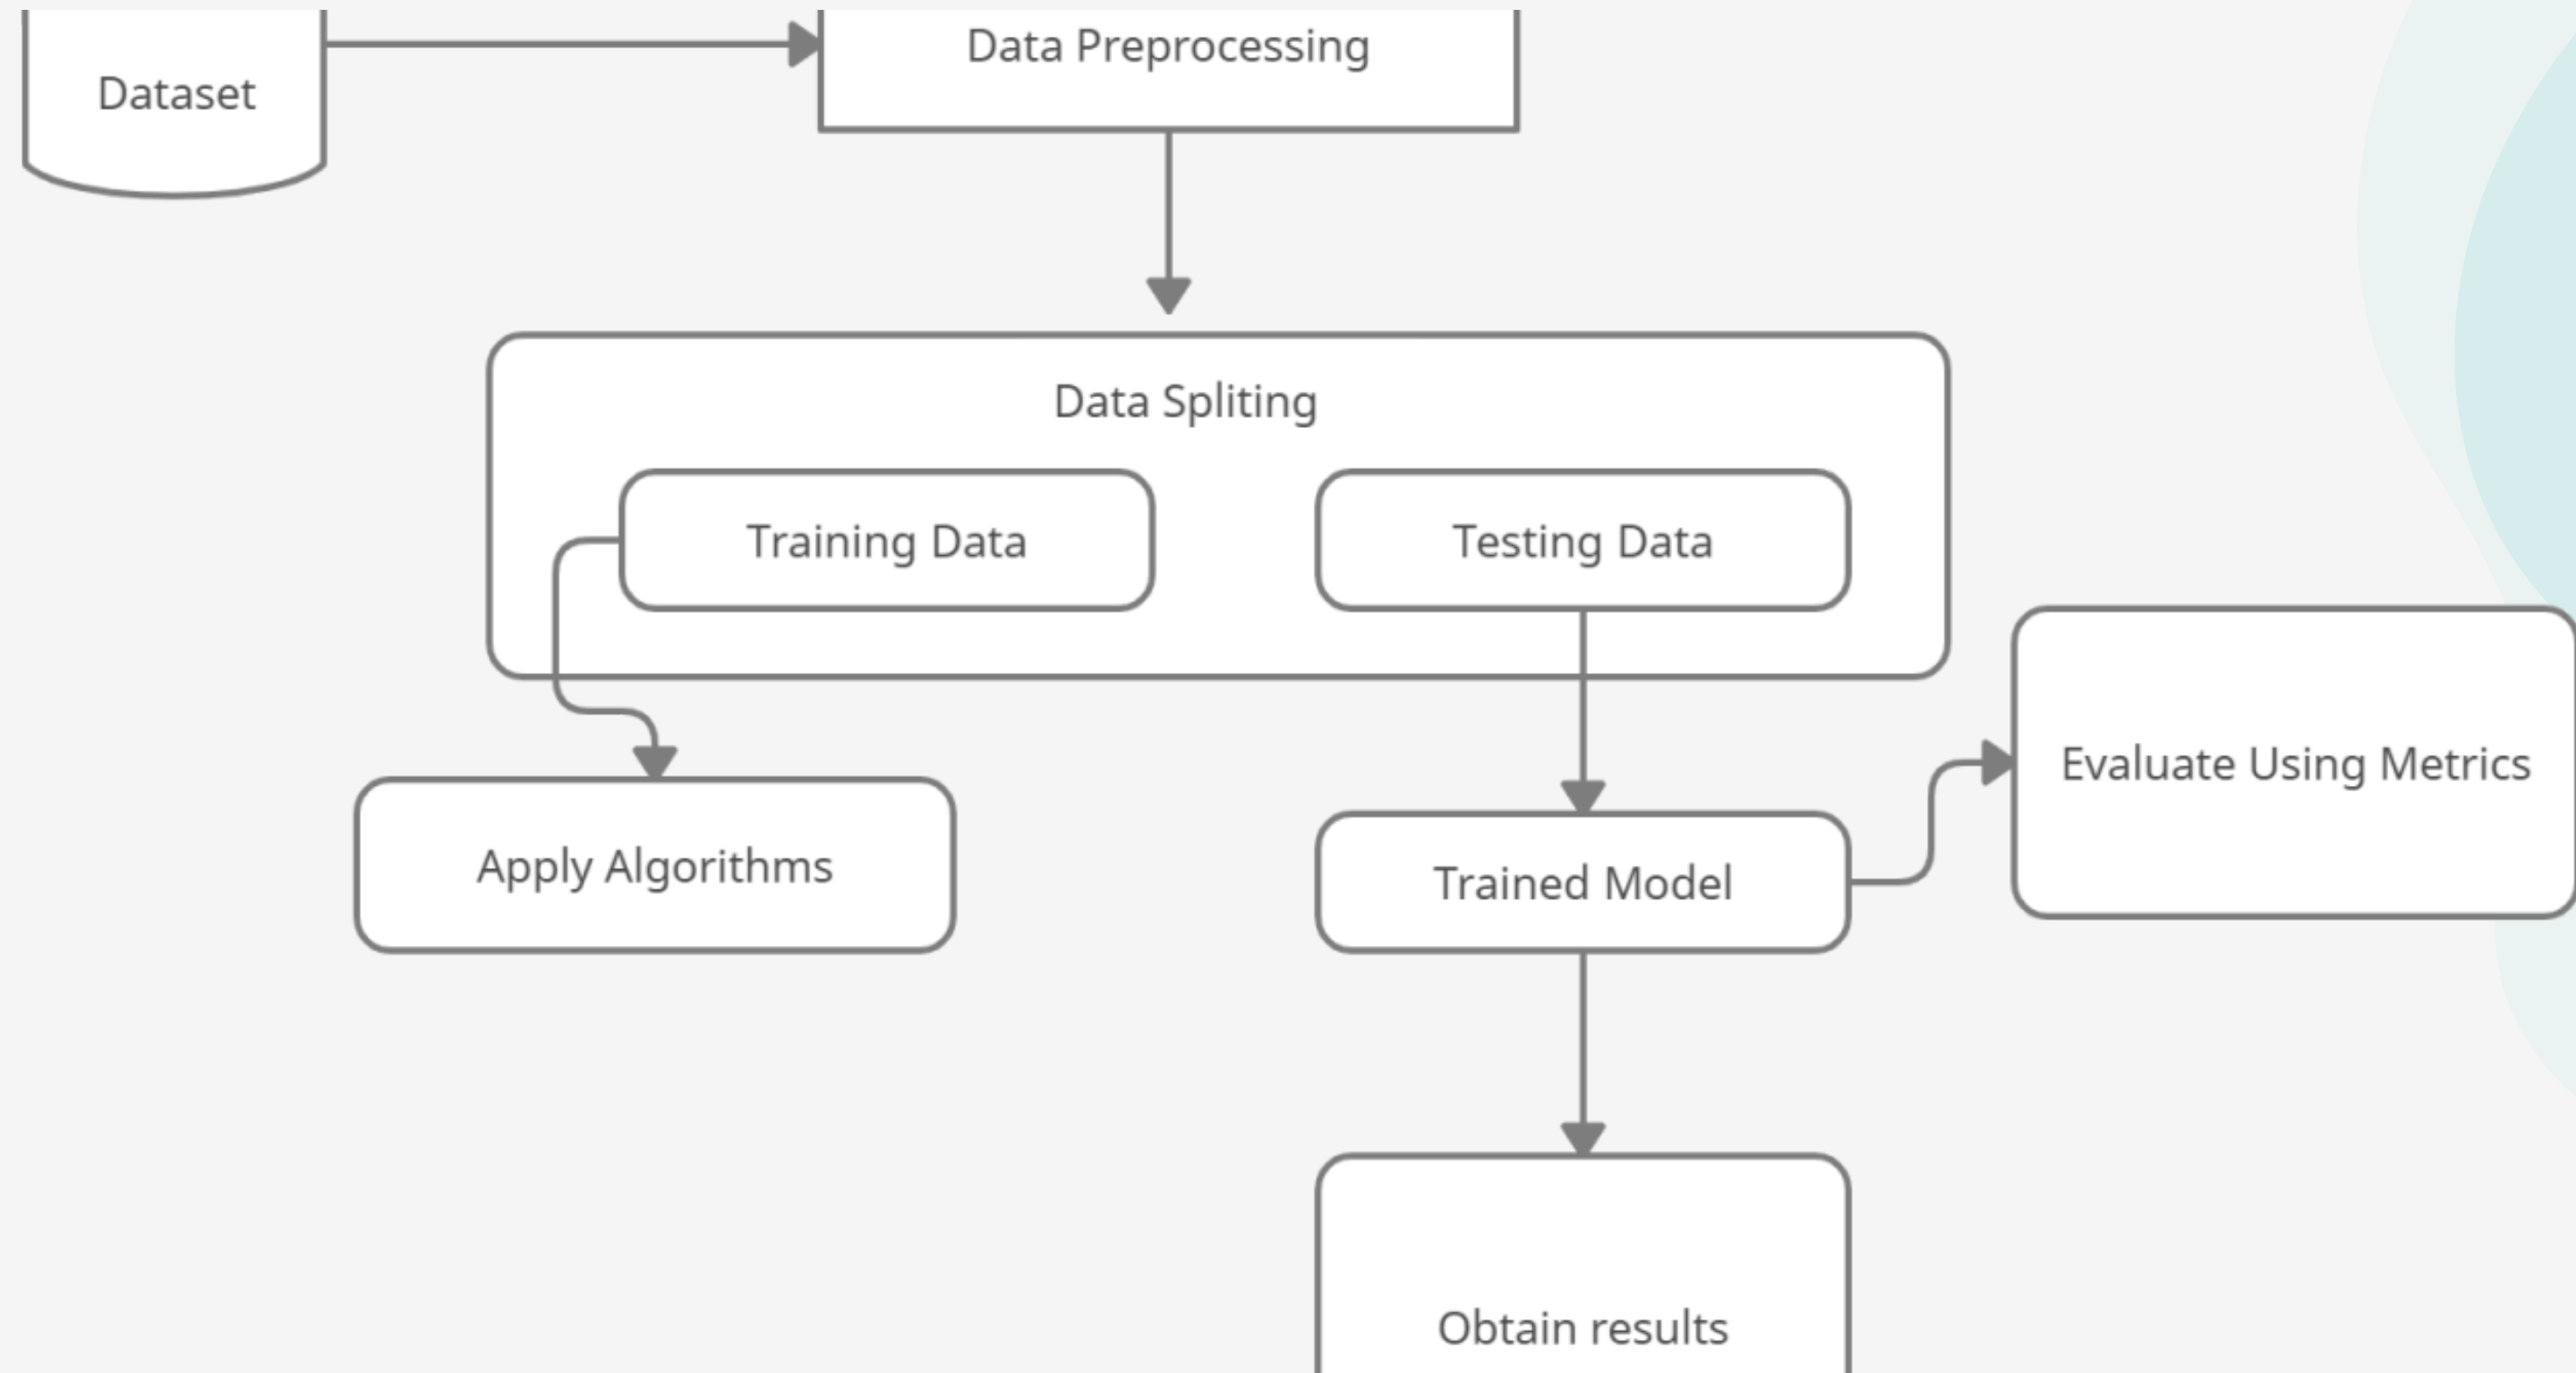 Data Preprocessing
Dataset
Data Spliting
Training Data
Testing Data
Evaluate Using Metrics
Apply Algorithms
Trained Model
Obtain results